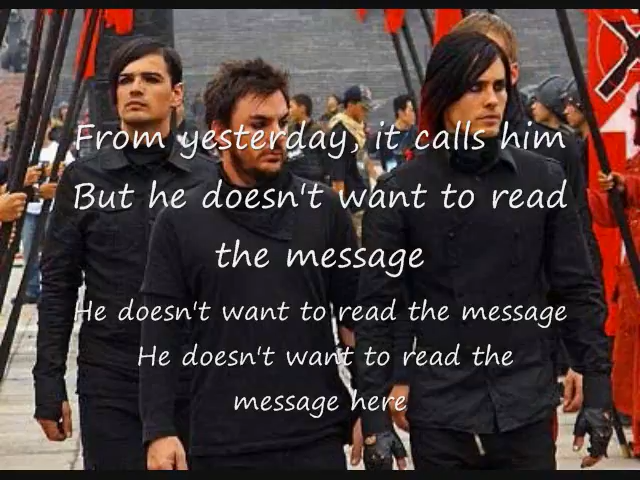 From yesterday, it calls him
But he doesn't want to read
the message
He doesn't want to read the message
He doesn't want to read the
message here